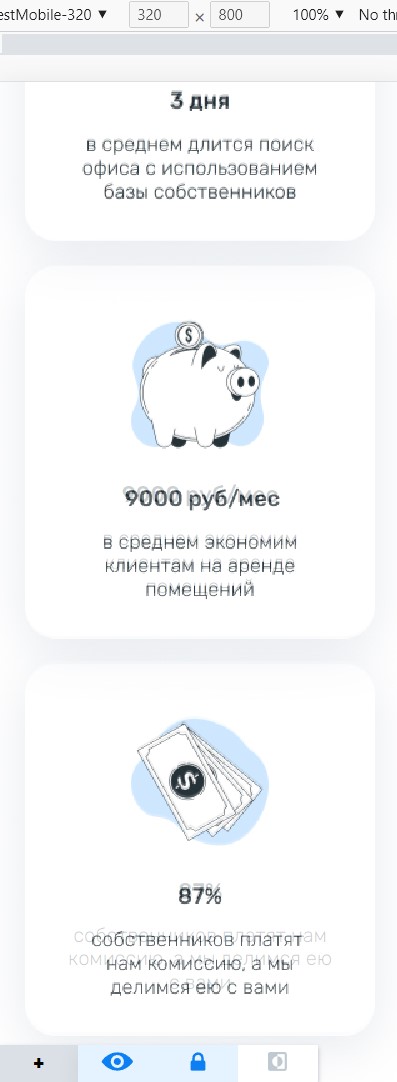 estMobile-320 ▼ 320 × 800 100% ▼ No th
3 дня
в среднем длится поиск
офиса с использованием
базы собственников
$
9000 руб/мес
в среднем экономим
клиентам на аренде
помещений
$
87%
собственников платят
нам комиссию, а мы
делимся ею с вами
+